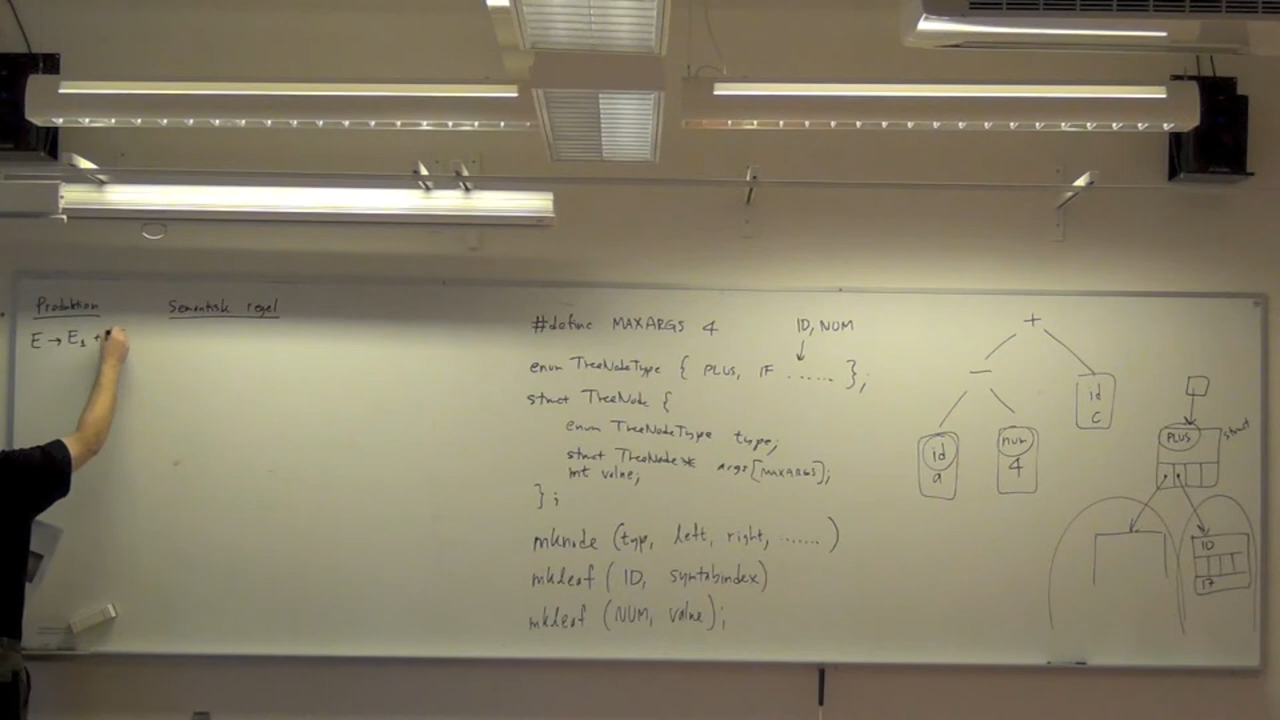 Produktion
Semantisk regel
E → E1 +
#define MAXARGS 4
ID, NUM
enum TreeNodeType { PLUS, IF ...... };
struct TreeNode {
enum TreeNodeType type;
struct TreeNode* args[MAXARGS];
int value;
};
mknode (typ, left, right, ......)
mkleaf ( ID, symtabindex)
mkleaf (NUM, value);
+
−
id
c
id
a
num
4
PLUS
struct
ID
17